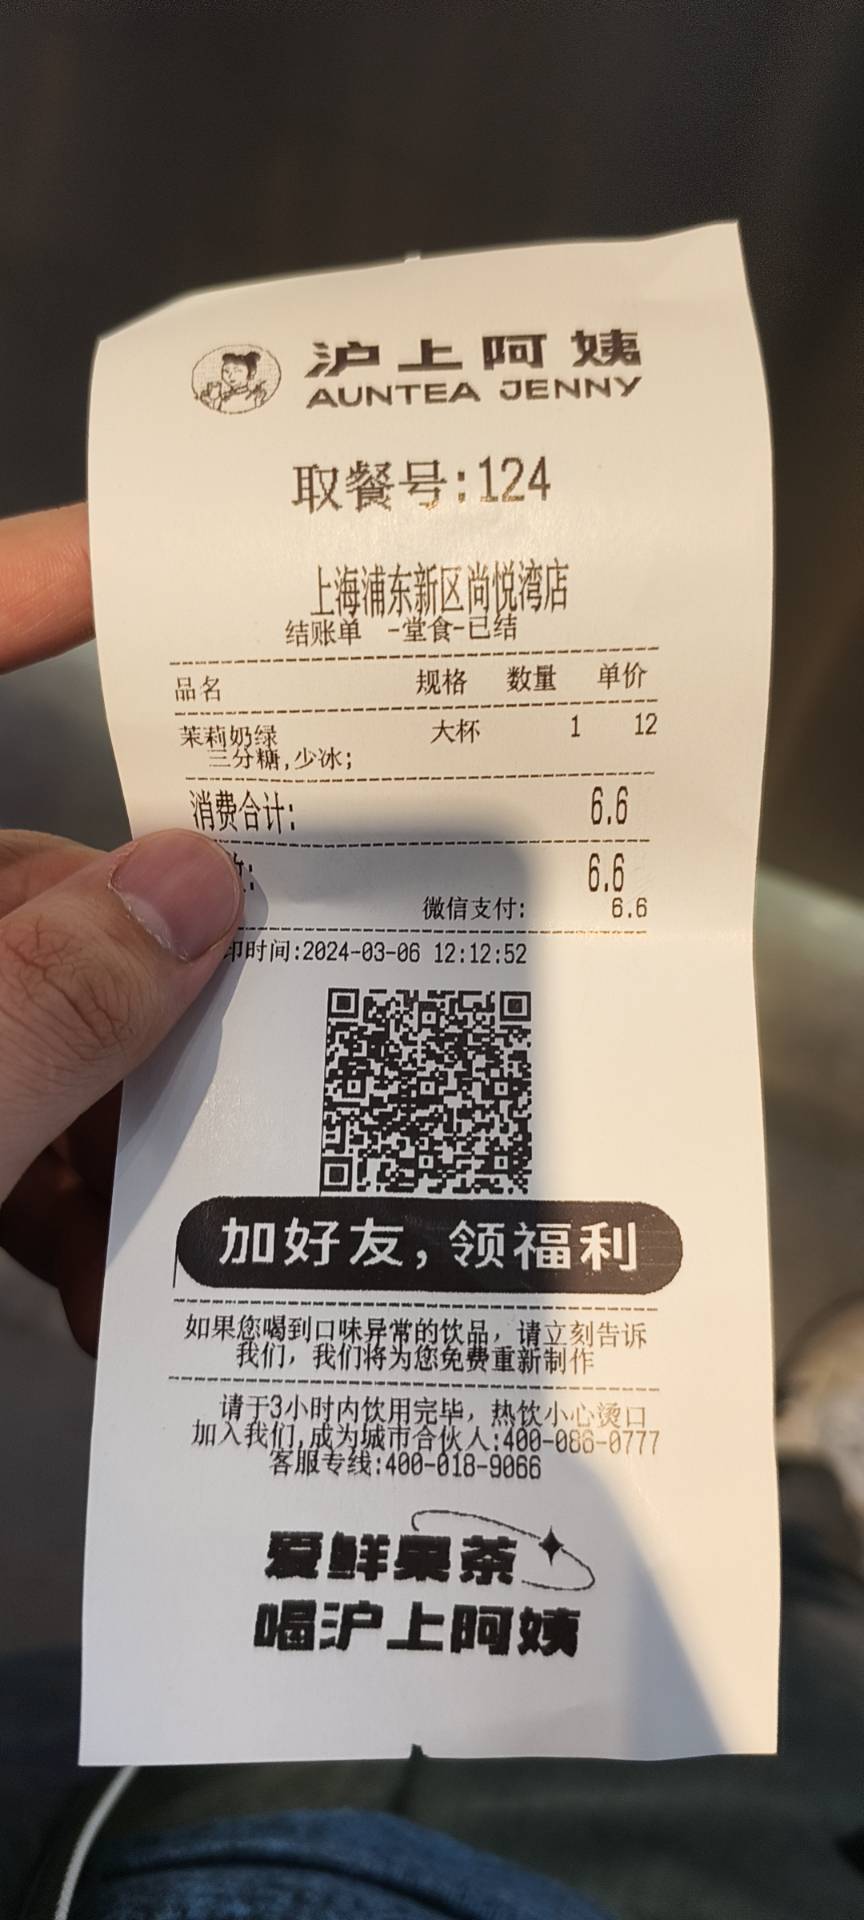 沪上阿姨
AUNTEA JENNY
取餐号:124
上海浦东新区尚悦湾店
结账单 -堂食-已结
品名 规格 数量 单价
茉莉奶绿 大杯 1 12
三分糖,少冰;
消费合计: 6.6
6.6
微信支付: 6.6
印时间:2024-03-06 12:12:52
加好友,领福利
如果您喝到口味异常的饮品，请立刻告诉
我们，我们将为您免费重新制作
请于3小时内饮用完毕，热饮小心烫口
加入我们,成为城市合伙人:400-086-0777
客服专线:400-018-9066
爱鲜果茶
喝沪上阿姨